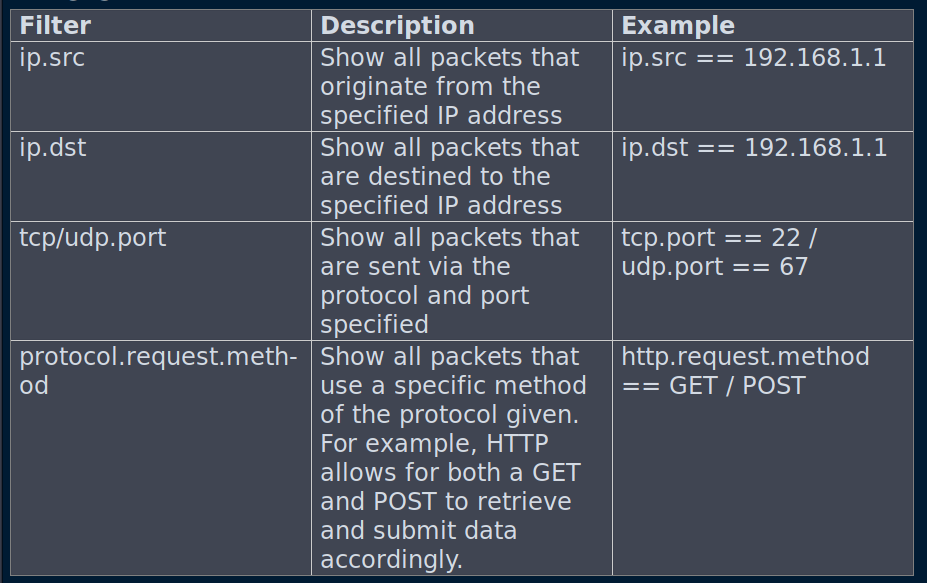 Filter
Description
Example
ip.src
Show all packets that
originate from the
specified IP address
ip.src == 192.168.1.1
ip.dst
Show all packets that
are destined to the
specified IP address
ip.dst == 192.168.1.1
tcp/udp.port
Show all packets that
are sent via the
protocol and port
specified
tcp.port == 22 /
udp.port == 67
protocol.request.meth-
od
Show all packets that
use a specific method
of the protocol given.
For example, HTTP
allows for both a GET
and POST to retrieve
and submit data
accordingly.
http.request.method
== GET / POST